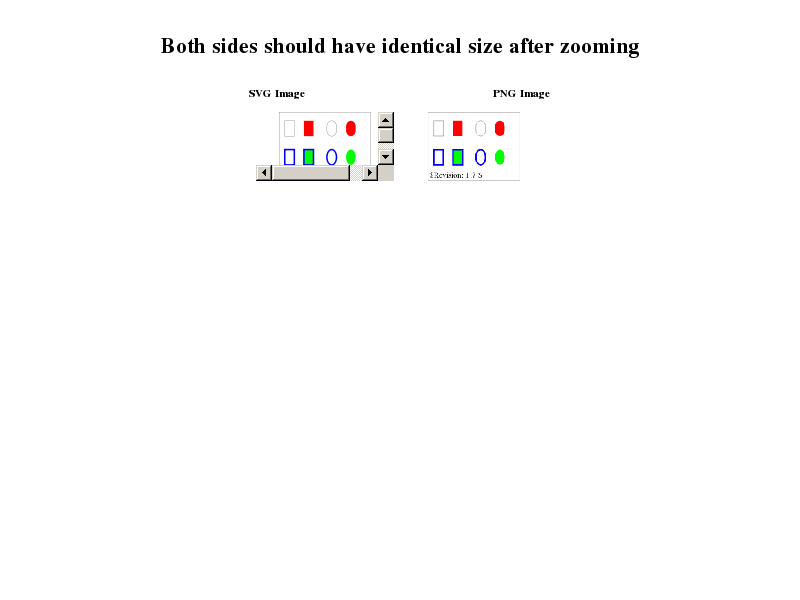 Both sides should have identical size after zooming
SVG Image
PNG Image
$Revision: 1.7 $